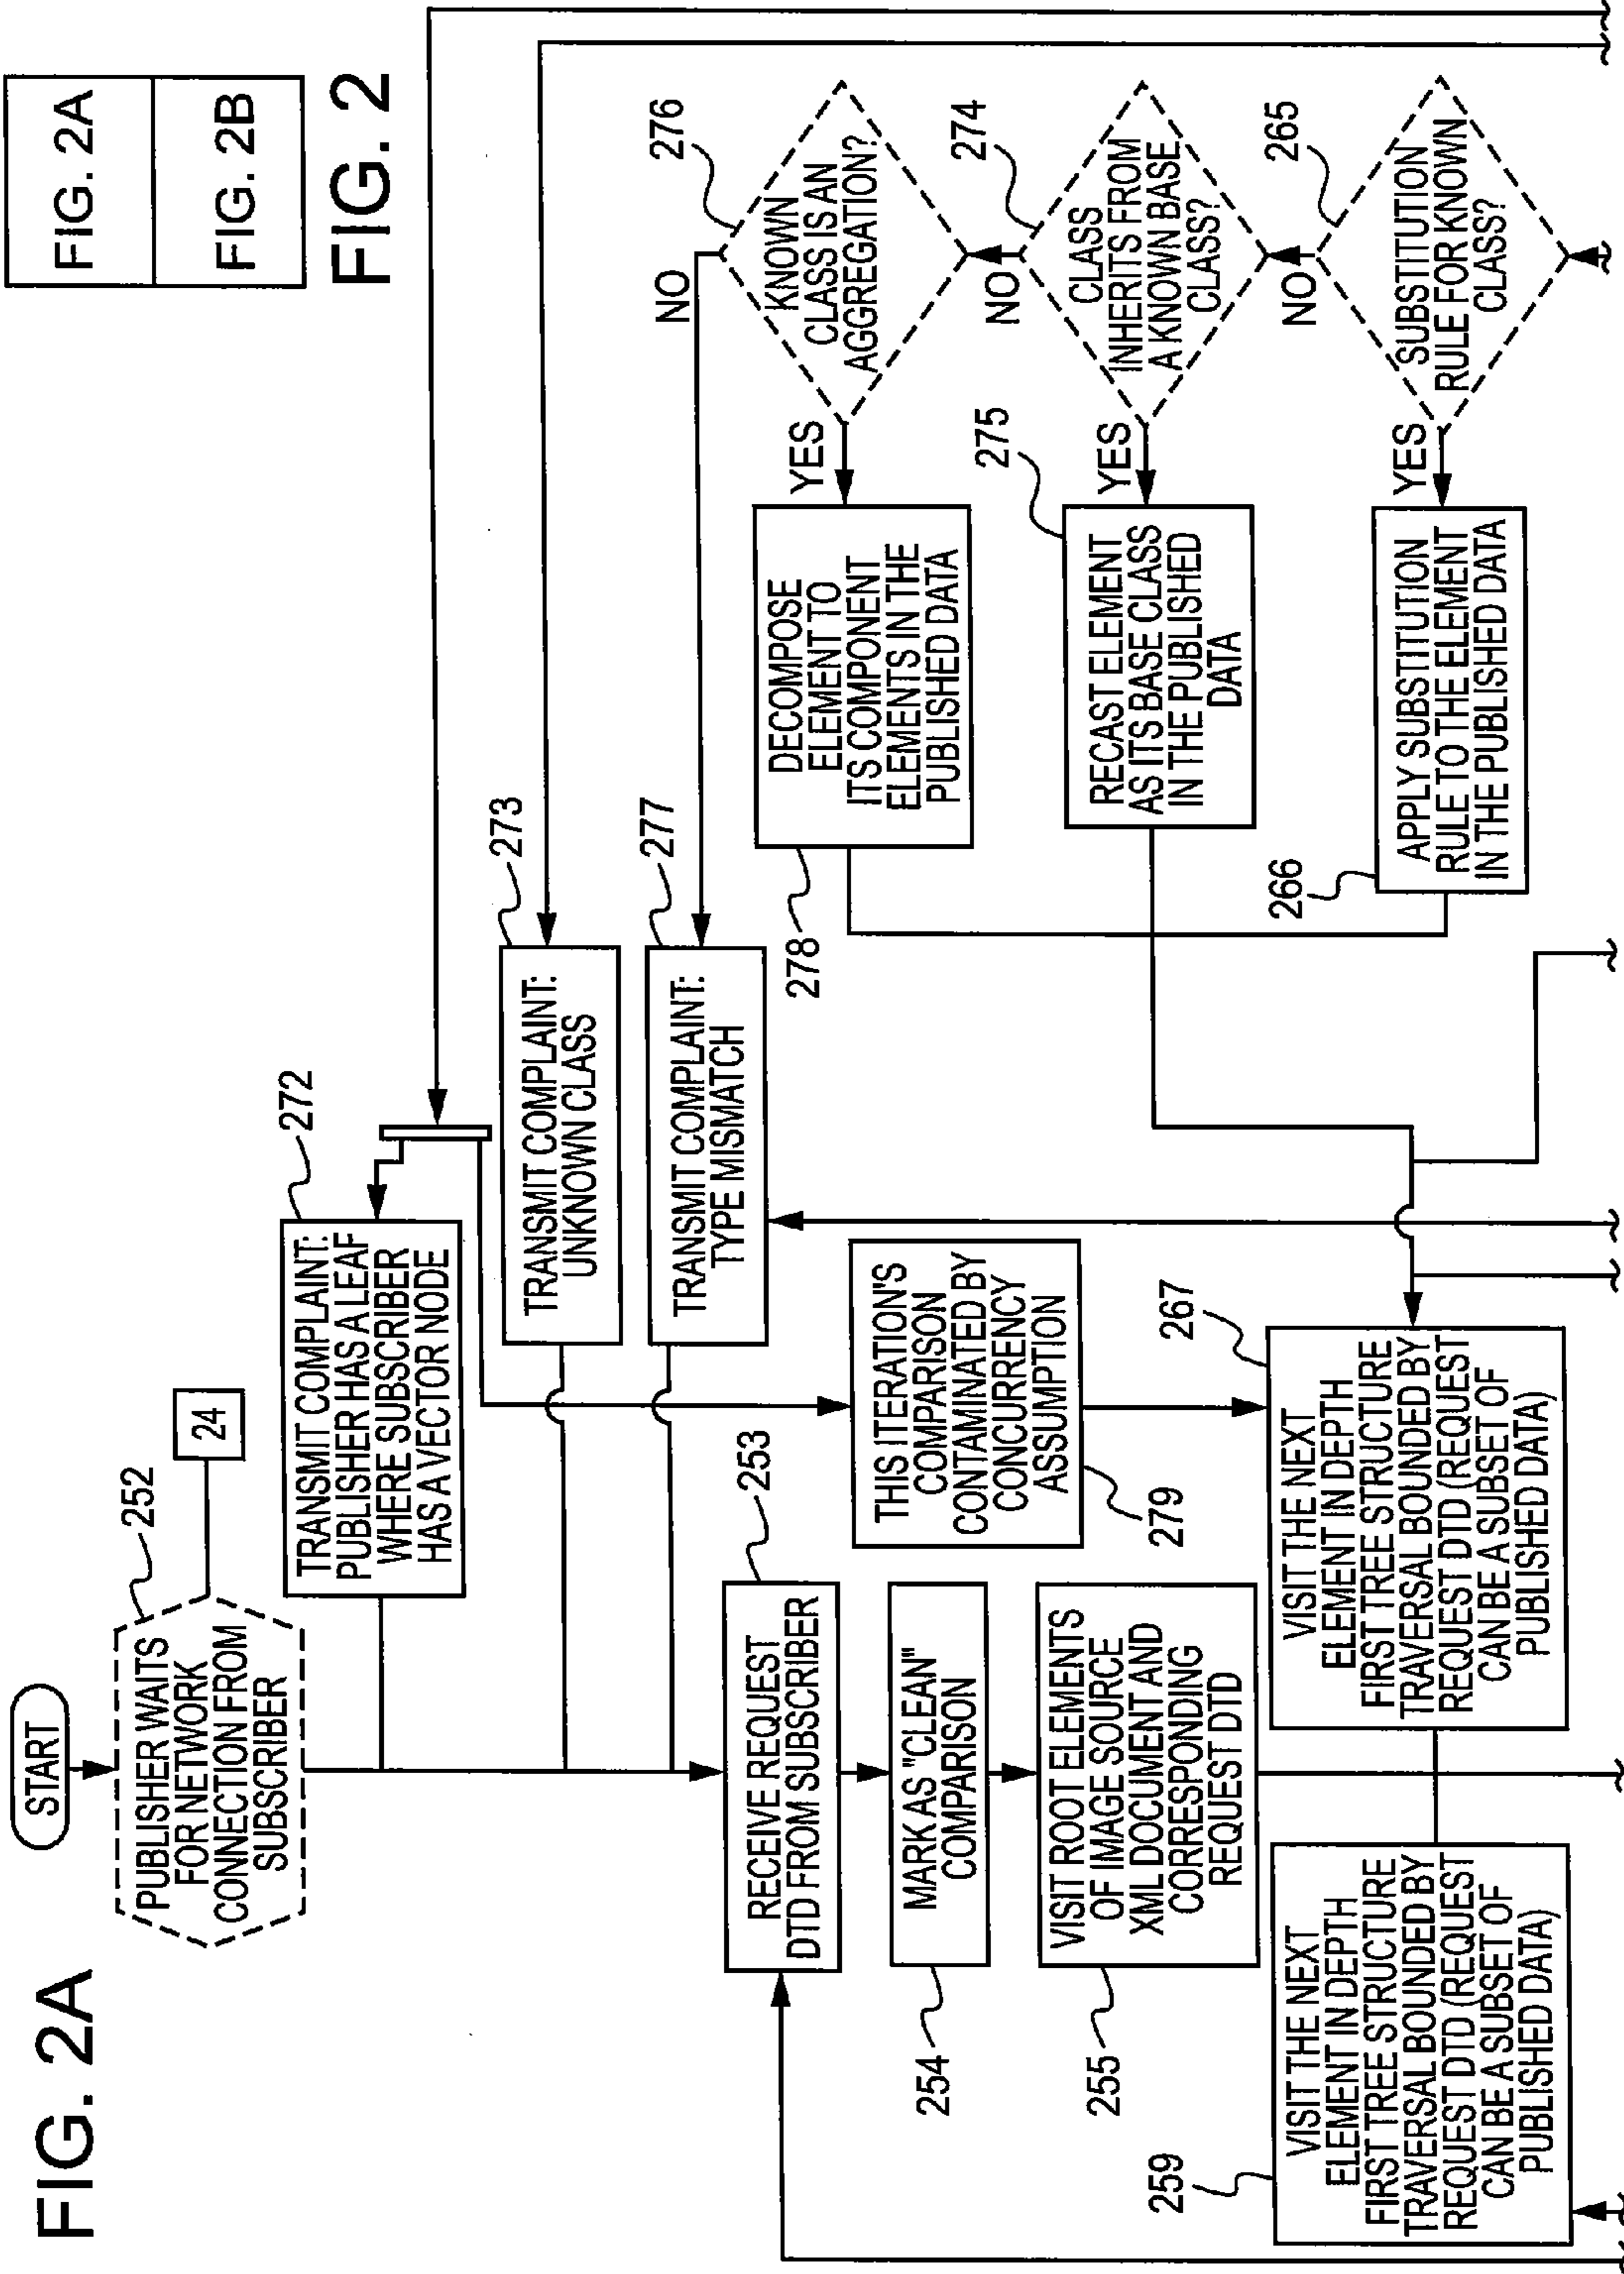 FIG. 2A
FIG. 2A
FIG. 2B
FIG. 2
START
PUBLISHER WAITS
FOR NETWORK
CONNECTION FROM
SUBSCRIBER
252
24
TRANSMIT COMPLAINT:
PUBLISHER HAS A LEAF
WHERE SUBSCRIBER
HAS A VECTOR NODE
272
TRANSMIT COMPLAINT:
UNKNOWN CLASS
273
TRANSMIT COMPLAINT:
TYPE MISMATCH
277
RECEIVE REQUEST
DTD FROM SUBSCRIBER
253
MARK AS "CLEAN"
COMPARISON
254
VISIT ROOT ELEMENTS
OF IMAGE SOURCE
XML DOCUMENT AND
CORRESPONDING
REQUEST DTD
255
VISIT THE NEXT
ELEMENT IN DEPTH
FIRST TREE STRUCTURE
TRAVERSAL BOUNDED BY
REQUEST DTD (REQUEST
CAN BE A SUBSET OF
PUBLISHED DATA)
259
THIS ITERATION'S
COMPARISON
CONTAMINATED BY
CONCURRENCY
ASSUMPTION
279
VISIT THE NEXT
ELEMENT IN DEPTH
FIRST TREE STRUCTURE
TRAVERSAL BOUNDED BY
REQUEST DTD (REQUEST
CAN BE A SUBSET OF
PUBLISHED DATA)
267
DECOMPOSE
ELEMENT TO
ITS COMPONENT
ELEMENTS IN THE
PUBLISHED DATA
278
YES
KNOWN
CLASS IS AN
AGGREGATION?
276
NO
RECAST ELEMENT
AS ITS BASE CLASS
IN THE PUBLISHED
DATA
275
YES
CLASS
INHERITS FROM
A KNOWN BASE
CLASS?
274
NO
APPLY SUBSTITUTION
RULE TO THE ELEMENT
IN THE PUBLISHED DATA
266
YES
SUBSTITUTION
RULE FOR KNOWN
CLASS?
265
NO